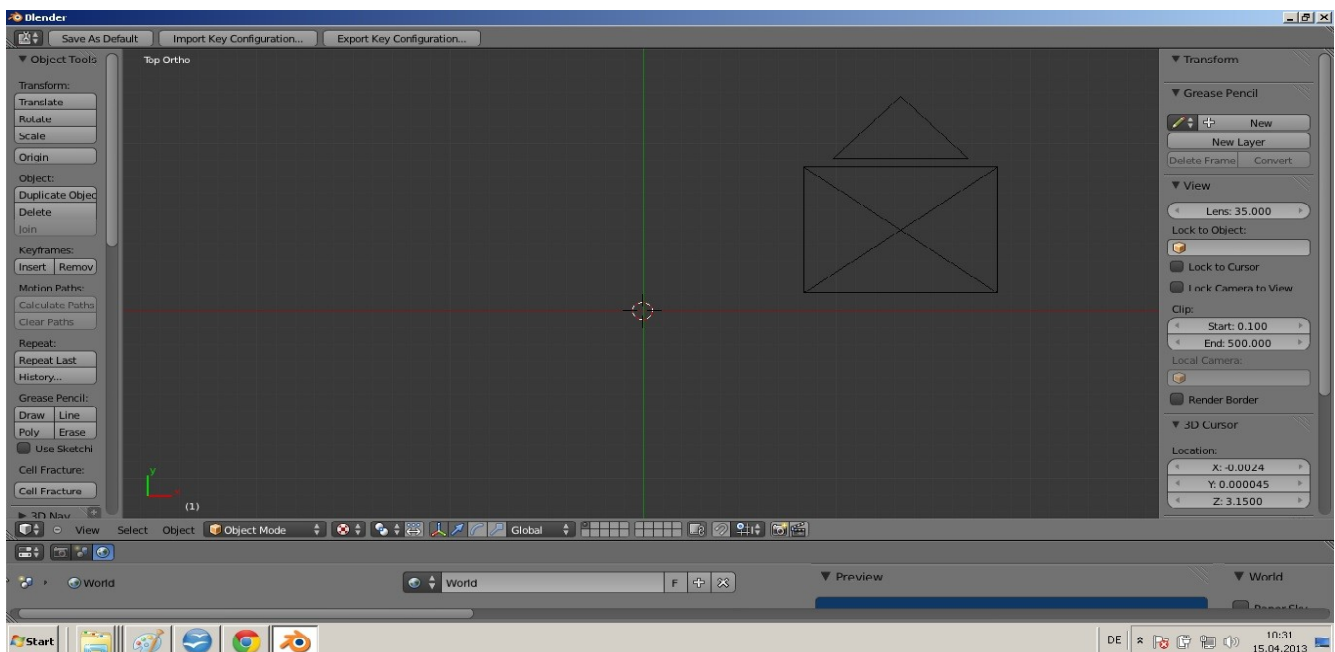 Blender
Save As Default Import Key Configuration... Export Key Configuration...
Object Tools
Transform:
Translate
Rotate
Scale
Origin
Object:
Duplicate Objec
Delete
Join
Keyframes:
Insert Remov
Motion Paths:
Calculate Paths
Clear Paths
Repeat:
Repeat Last
History...
Grease Pencil:
Draw Line
Poly Erase
Use Sketchi
Cell Fracture:
Cell Fracture
3D Nav
Top Ortho
y
x
(1)
Transform
Grease Pencil
New
New Layer
Delete Frame Convert
View
Lens: 35.000
Lock to Object:
Lock to Cursor
Lock Camera to View
Clip:
Start: 0.100
End: 500.000
Local Camera:
Render Border
3D Cursor
Location:
X: -0.0024
Y: 0.000045
Z: 3.1500
View Select Object Object Mode Global
World World F Preview World
Paper Sky
Start DE 10:31
15.04.2013